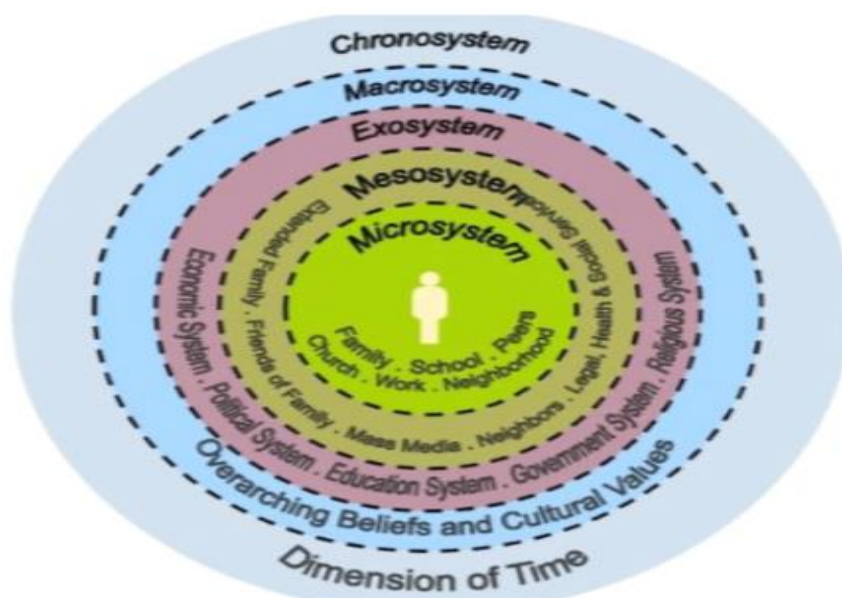 Chronosystem
Macrosystem
Exosystem
Mesosystem
Microsystem
Family . School . Peers
Church . Work . Neighborhood
Extended Family . Friends of Family . Mass Media . Neighbors . Legal, Health & Social Services
Economic System . Political System . Education System . Government System . Religious System
Overarching Beliefs and Cultural Values
Dimension of Time